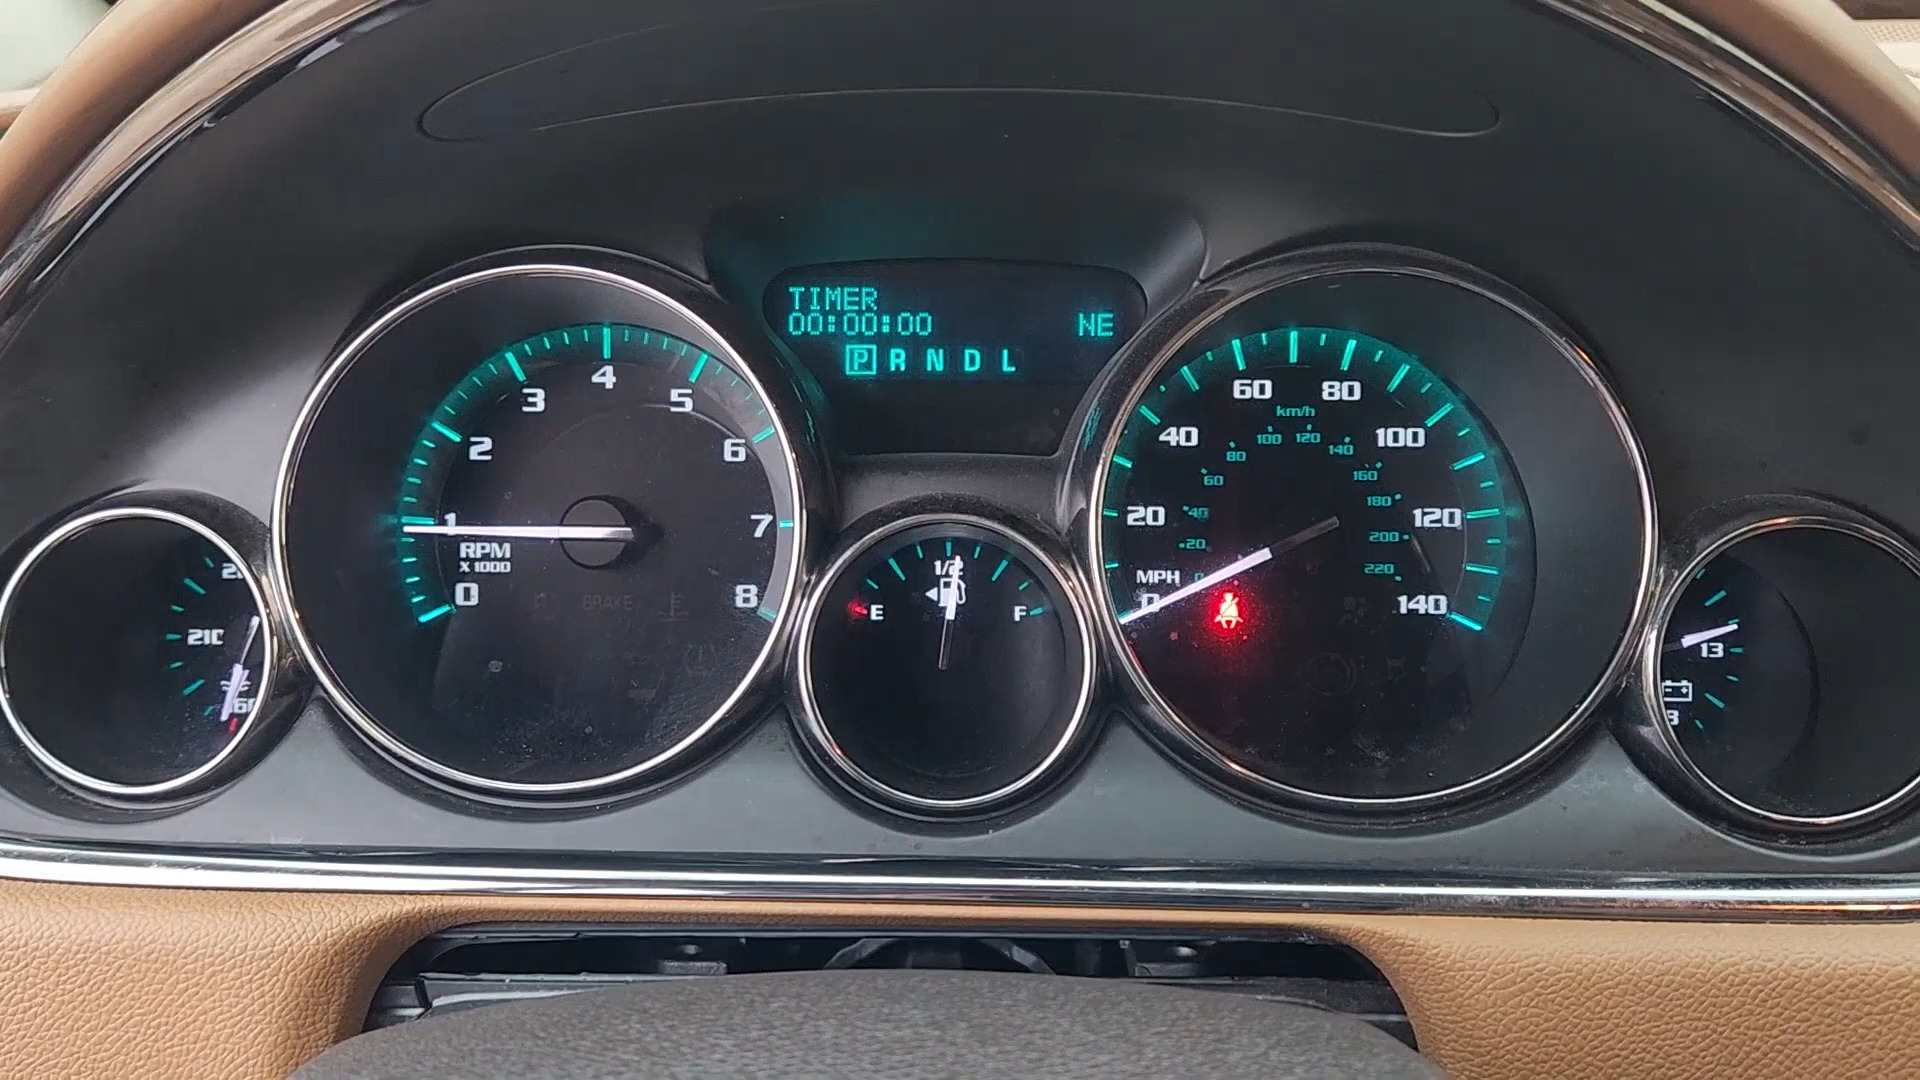 TIMER
00:00:00 NE
P R N D L
0 1 2 3 4 5 6 7 8
RPM
X 1000
BRAKE
210
1/2
E F
0 20 40 60 80 100 120 140
MPH
km/h
20 40 60 80 100 120 140 160 180 200 220
13